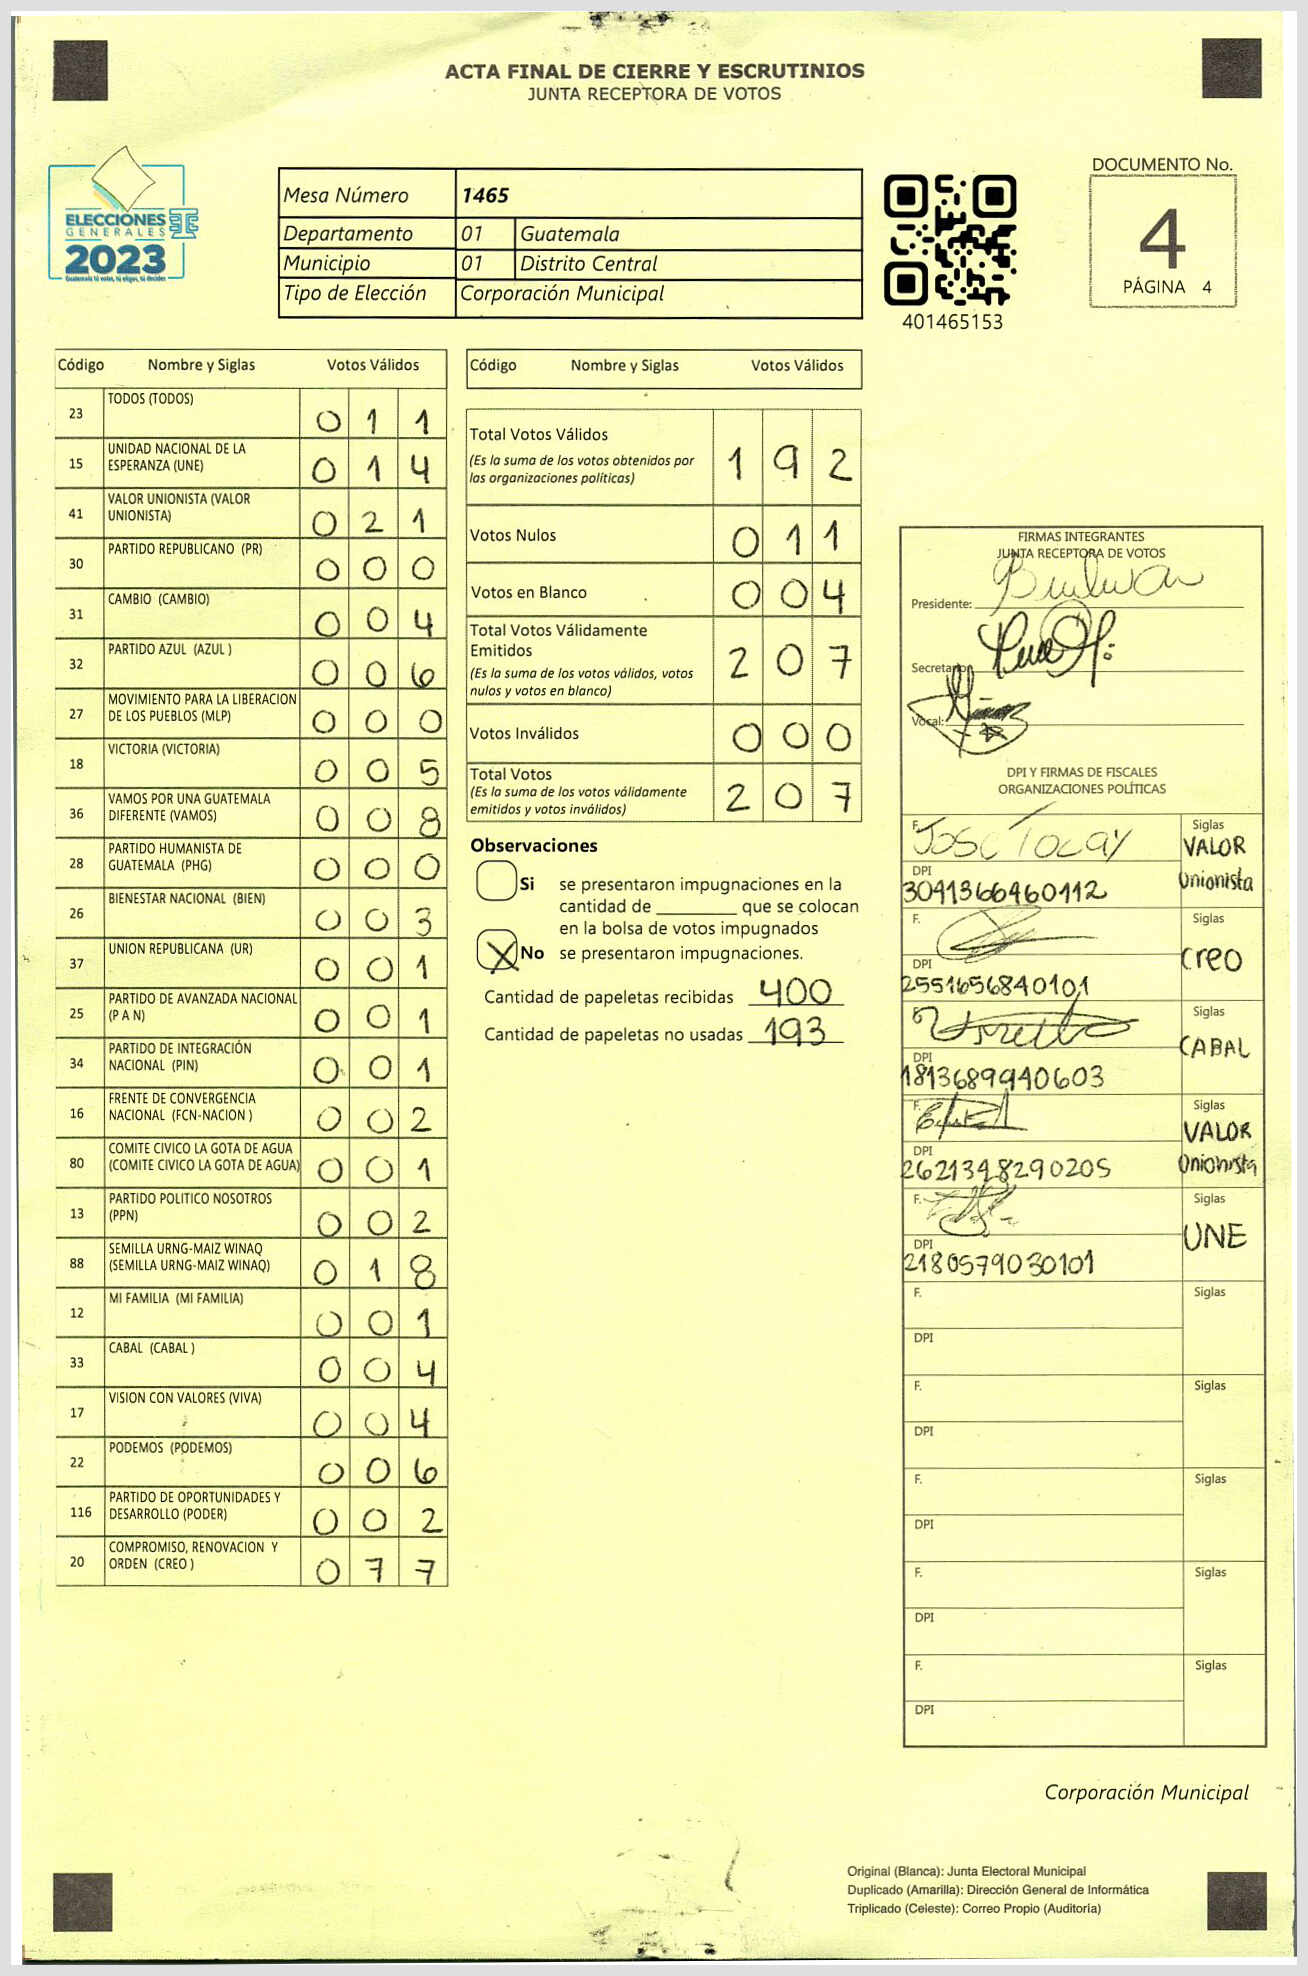 ACTA FINAL DE CIERRE Y ESCRUTINIOS
JUNTA RECEPTORA DE VOTOS
ELECCIONES
GENERALES
2023
Mesa Número 1465
Departamento 01 Guatemala
Municipio 01 Distrito Central
Tipo de Elección Corporación Municipal
401465153
DOCUMENTO No.
4
PÁGINA 4
Código Nombre y Siglas Votos Válidos
23 TODOS (TODOS) 0 1 1
15 UNIDAD NACIONAL DE LA
ESPERANZA (UNE) 0 1 4
41 VALOR UNIONISTA (VALOR
UNIONISTA) 0 2 1
30 PARTIDO REPUBLICANO (PR) 0 0 0
31 CAMBIO (CAMBIO) 0 0 4
32 PARTIDO AZUL (AZUL ) 0 0 6
27 MOVIMIENTO PARA LA LIBERACION
DE LOS PUEBLOS (MLP) 0 0 0
18 VICTORIA (VICTORIA) 0 0 5
36 VAMOS POR UNA GUATEMALA
DIFERENTE (VAMOS) 0 0 8
28 PARTIDO HUMANISTA DE
GUATEMALA (PHG) 0 0 0
26 BIENESTAR NACIONAL (BIEN) 0 0 3
37 UNION REPUBLICANA (UR) 0 0 1
25 PARTIDO DE AVANZADA NACIONAL
(P A N) 0 0 1
34 PARTIDO DE INTEGRACIÓN
NACIONAL (PIN) 0 0 1
16 FRENTE DE CONVERGENCIA
NACIONAL (FCN-NACION ) 0 0 2
80 COMITE CIVICO LA GOTA DE AGUA
(COMITE CIVICO LA GOTA DE AGUA) 0 0 1
13 PARTIDO POLITICO NOSOTROS
(PPN) 0 0 2
88 SEMILLA URNG-MAIZ WINAQ
(SEMILLA URNG-MAIZ WINAQ) 0 1 8
12 MI FAMILIA (MI FAMILIA) 0 0 1
33 CABAL (CABAL ) 0 0 4
17 VISION CON VALORES (VIVA) 0 0 4
22 PODEMOS (PODEMOS) 0 0 6
116 PARTIDO DE OPORTUNIDADES Y
DESARROLLO (PODER) 0 0 2
20 COMPROMISO, RENOVACION Y
ORDEN (CREO ) 0 7 7
Código Nombre y Siglas Votos Válidos
Total Votos Válidos 1 9 2
(Es la suma de los votos obtenidos por
las organizaciones políticas)
Votos Nulos 0 1 1
Votos en Blanco 0 0 4
Total Votos Válidamente
Emitidos 2 0 7
(Es la suma de los votos válidos, votos
nulos y votos en blanco)
Votos Inválidos 0 0 0
Total Votos 2 0 7
(Es la suma de los votos válidamente
emitidos y votos inválidos)
Observaciones
Si se presentaron impugnaciones en la
cantidad de ________ que se colocan
en la bolsa de votos impugnados
X No se presentaron impugnaciones.
Cantidad de papeletas recibidas 400
Cantidad de papeletas no usadas 193
FIRMAS INTEGRANTES
JUNTA RECEPTORA DE VOTOS
Presidente:
Secretario:
Vocal:
DPI Y FIRMAS DE FISCALES
ORGANIZACIONES POLÍTICAS
F. José Tocay Siglas
VALOR
Unionista
DPI
3041366460112
F. Siglas
Creo
DPI
2551656840101
Siglas
CABAL
DPI
1813689940603
F. Siglas
VALOR
Unionista
DPI
2621348290205
F. Siglas
UNE
DPI
2180579030101
F. Siglas
DPI
F. Siglas
DPI
F. Siglas
DPI
F. Siglas
DPI
F. Siglas
DPI
Corporación Municipal
Original (Blanca): Junta Electoral Municipal
Duplicado (Amarilla): Dirección General de Informática
Triplicado (Celeste): Correo Propio (Auditoría)